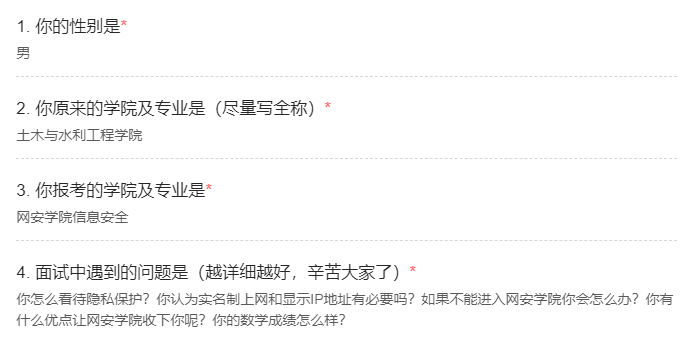 1. 你的性别是*
男
2. 你原来的学院及专业是（尽量写全称）*
土木与水利工程学院
3. 你报考的学院及专业是*
网安学院信息安全
4. 面试中遇到的问题是（越详细越好，辛苦大家了）*
你怎么看待隐私保护？你认为实名制上网和显示IP地址有必要吗？如果不能进入网安学院你会怎么办？你有
什么优点让网安学院收下你呢？你的数学成绩怎么样？